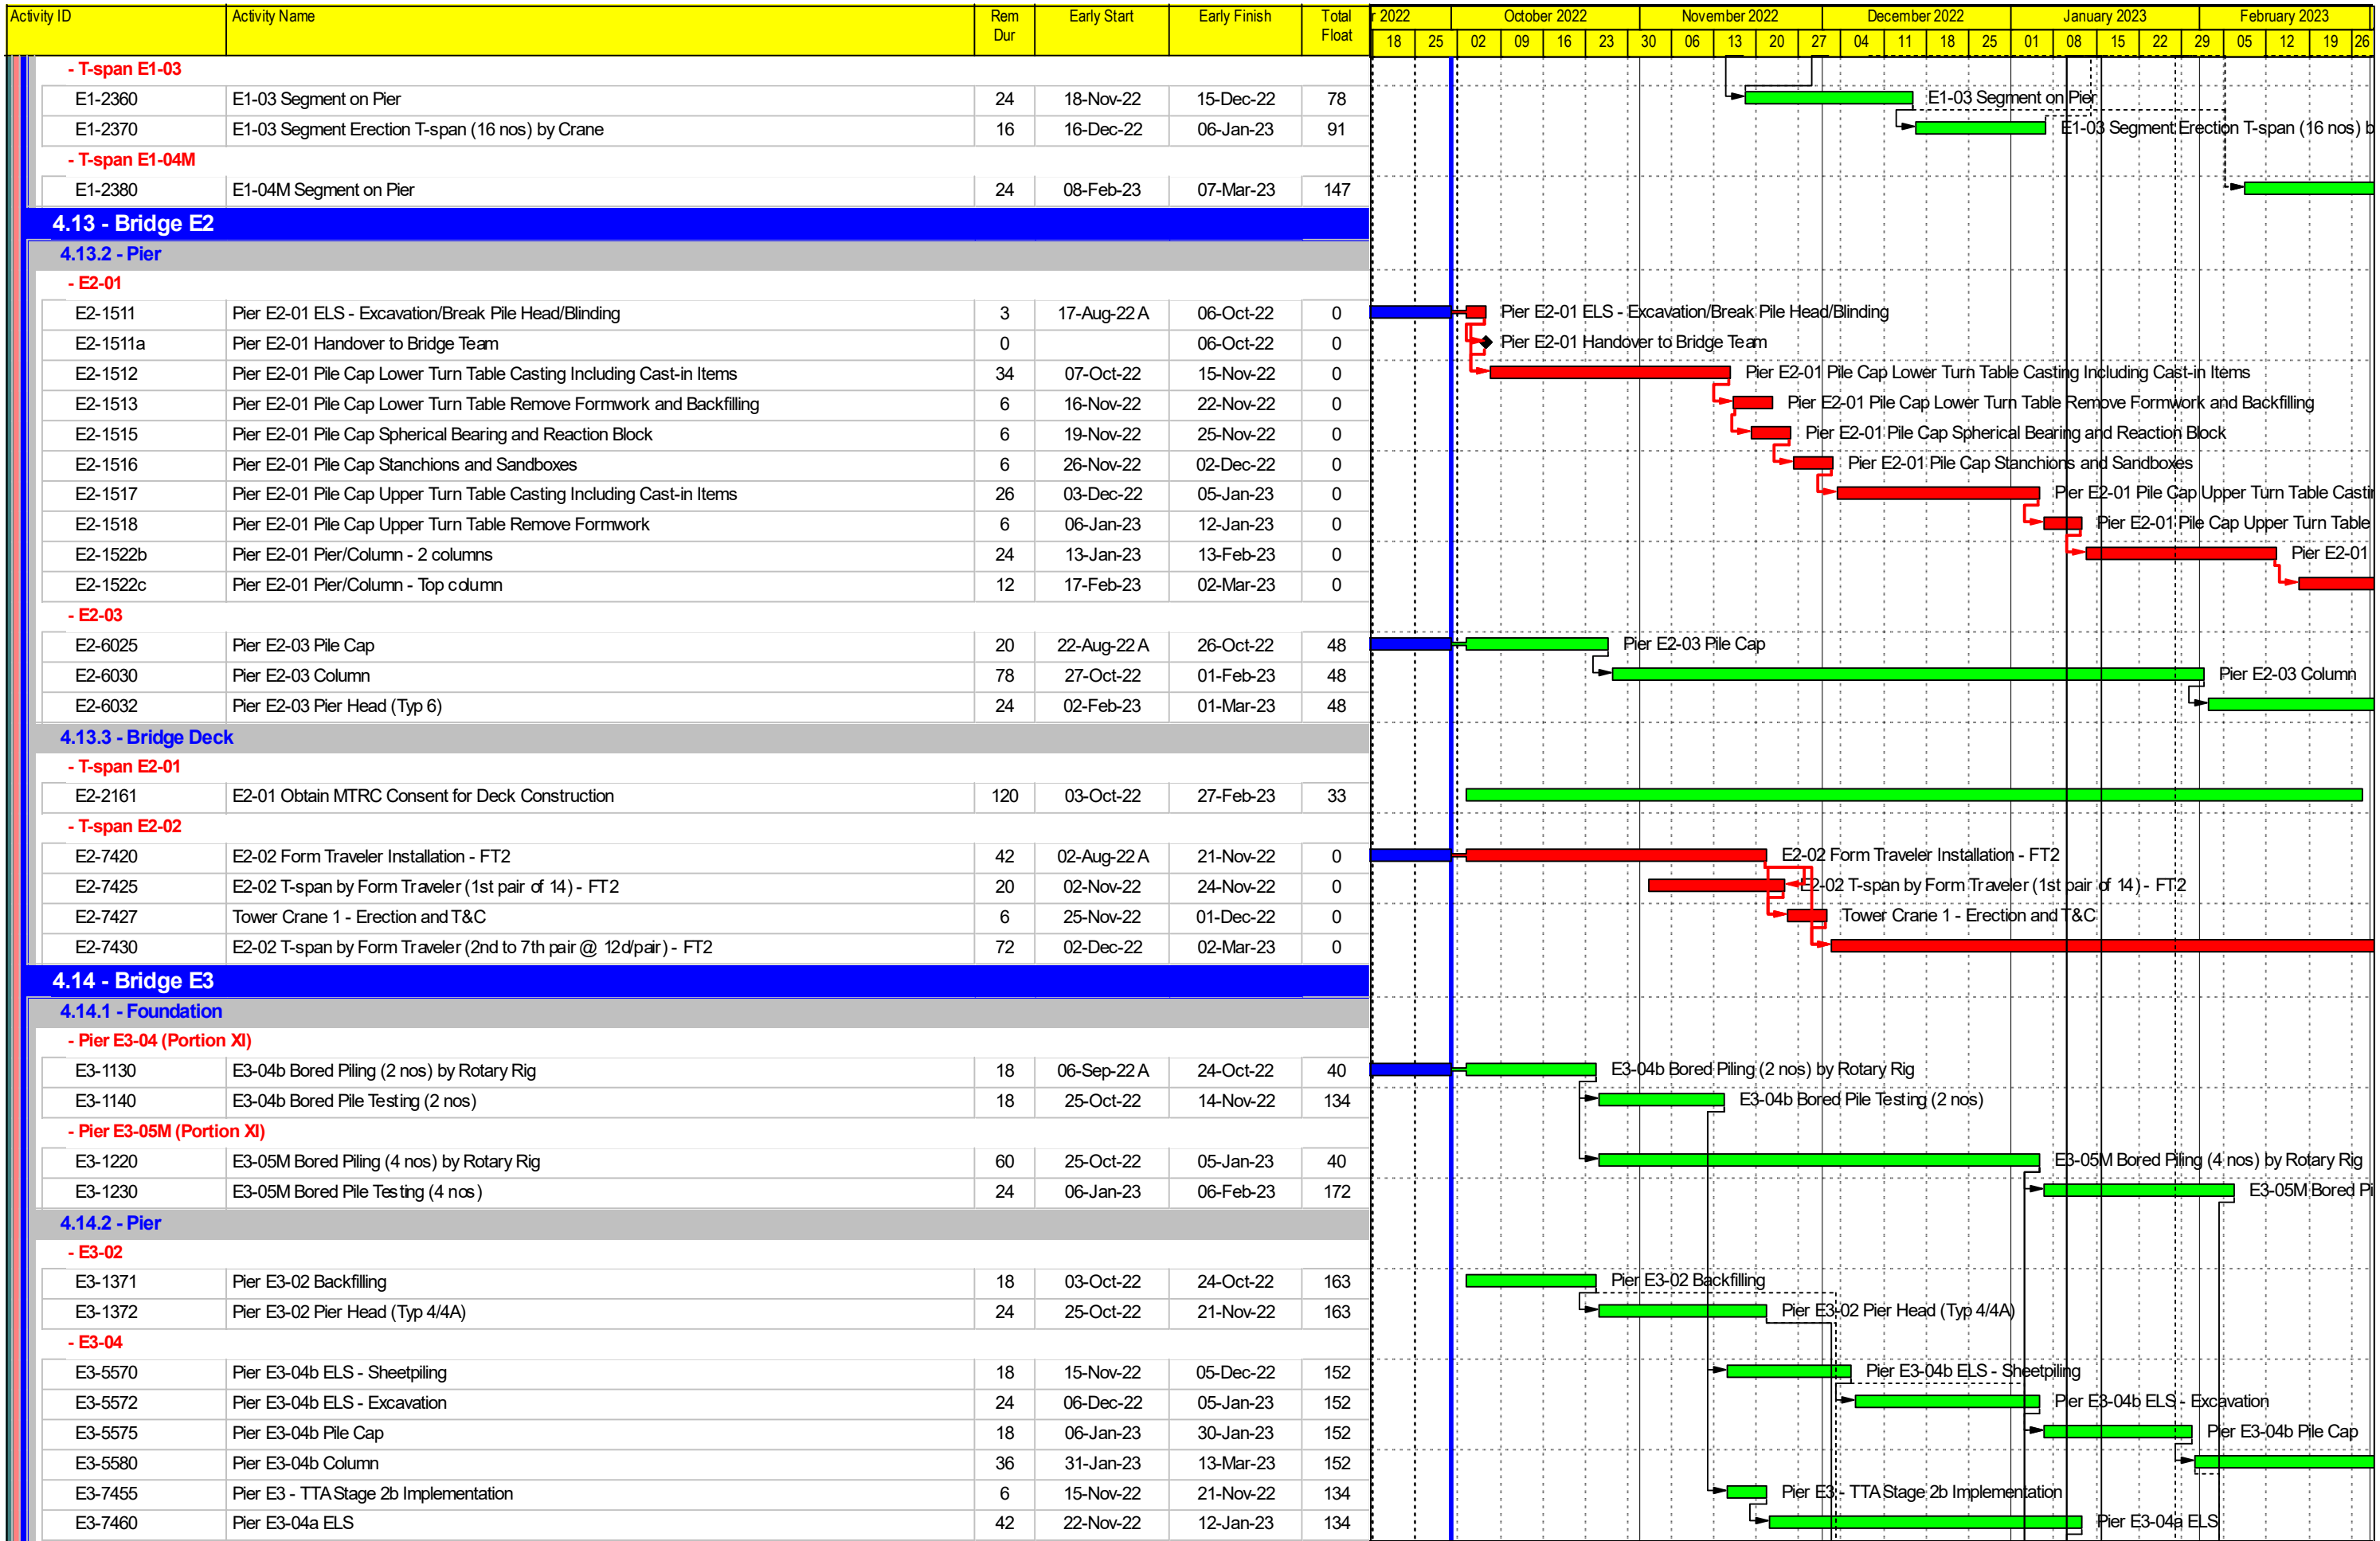 Activity ID Activity Name Rem Dur Early Start Early Finish Total Float r 2022 October 2022 November 2022 December 2022 January 2023 February 2023
18 25 02 09 16 23 30 06 13 20 27 04 11 18 25 01 08 15 22 29 05 12 19 26
- T-span E1-03
E1-2360 E1-03 Segment on Pier 24 18-Nov-22 15-Dec-22 78 E1-03 Segment on Pier
E1-2370 E1-03 Segment Erection T-span (16 nos) by Crane 16 16-Dec-22 06-Jan-23 91 E1-03 Segment Erection T-span (16 nos) b
- T-span E1-04M
E1-2380 E1-04M Segment on Pier 24 08-Feb-23 07-Mar-23 147
4.13 - Bridge E2
4.13.2 - Pier
- E2-01
E2-1511 Pier E2-01 ELS - Excavation/Break Pile Head/Blinding 3 17-Aug-22 A 06-Oct-22 0 Pier E2-01 ELS - Excavation/Break Pile Head/Blinding
E2-1511a Pier E2-01 Handover to Bridge Team 0 06-Oct-22 0 Pier E2-01 Handover to Bridge Team
E2-1512 Pier E2-01 Pile Cap Lower Turn Table Casting Including Cast-in Items 34 07-Oct-22 15-Nov-22 0 Pier E2-01 Pile Cap Lower Turn Table Casting Including Cast-in Items
E2-1513 Pier E2-01 Pile Cap Lower Turn Table Remove Formwork and Backfilling 6 16-Nov-22 22-Nov-22 0 Pier E2-01 Pile Cap Lower Turn Table Remove Formwork and Backfilling
E2-1515 Pier E2-01 Pile Cap Spherical Bearing and Reaction Block 6 19-Nov-22 25-Nov-22 0 Pier E2-01 Pile Cap Spherical Bearing and Reaction Block
E2-1516 Pier E2-01 Pile Cap Stanchions and Sandboxes 6 26-Nov-22 02-Dec-22 0 Pier E2-01 Pile Cap Stanchions and Sandboxes
E2-1517 Pier E2-01 Pile Cap Upper Turn Table Casting Including Cast-in Items 26 03-Dec-22 05-Jan-23 0 Pier E2-01 Pile Cap Upper Turn Table Castin
E2-1518 Pier E2-01 Pile Cap Upper Turn Table Remove Formwork 6 06-Jan-23 12-Jan-23 0 Pier E2-01 Pile Cap Upper Turn Table
E2-1522b Pier E2-01 Pier/Column - 2 columns 24 13-Jan-23 13-Feb-23 0 Pier E2-01
E2-1522c Pier E2-01 Pier/Column - Top column 12 17-Feb-23 02-Mar-23 0
- E2-03
E2-6025 Pier E2-03 Pile Cap 20 22-Aug-22 A 26-Oct-22 48 Pier E2-03 Pile Cap
E2-6030 Pier E2-03 Column 78 27-Oct-22 01-Feb-23 48 Pier E2-03 Column
E2-6032 Pier E2-03 Pier Head (Typ 6) 24 02-Feb-23 01-Mar-23 48
4.13.3 - Bridge Deck
- T-span E2-01
E2-2161 E2-01 Obtain MTRC Consent for Deck Construction 120 03-Oct-22 27-Feb-23 33
- T-span E2-02
E2-7420 E2-02 Form Traveler Installation - FT2 42 02-Aug-22 A 21-Nov-22 0 E2-02 Form Traveler Installation - FT2
E2-7425 E2-02 T-span by Form Traveler (1st pair of 14) - FT2 20 02-Nov-22 24-Nov-22 0 E2-02 T-span by Form Traveler (1st pair of 14) - FT2
E2-7427 Tower Crane 1 - Erection and T&C 6 25-Nov-22 01-Dec-22 0 Tower Crane 1 - Erection and T&C
E2-7430 E2-02 T-span by Form Traveler (2nd to 7th pair @ 12d/pair) - FT2 72 02-Dec-22 02-Mar-23 0
4.14 - Bridge E3
4.14.1 - Foundation
- Pier E3-04 (Portion XI)
E3-1130 E3-04b Bored Piling (2 nos) by Rotary Rig 18 06-Sep-22 A 24-Oct-22 40 E3-04b Bored Piling (2 nos) by Rotary Rig
E3-1140 E3-04b Bored Pile Testing (2 nos) 18 25-Oct-22 14-Nov-22 134 E3-04b Bored Pile Testing (2 nos)
- Pier E3-05M (Portion XI)
E3-1220 E3-05M Bored Piling (4 nos) by Rotary Rig 60 25-Oct-22 05-Jan-23 40 E3-05M Bored Piling (4 nos) by Rotary Rig
E3-1230 E3-05M Bored Pile Testing (4 nos) 24 06-Jan-23 06-Feb-23 172 E3-05M Bored Pi
4.14.2 - Pier
- E3-02
E3-1371 Pier E3-02 Backfilling 18 03-Oct-22 24-Oct-22 163 Pier E3-02 Backfilling
E3-1372 Pier E3-02 Pier Head (Typ 4/4A) 24 25-Oct-22 21-Nov-22 163 Pier E3-02 Pier Head (Typ 4/4A)
- E3-04
E3-5570 Pier E3-04b ELS - Sheetpiling 18 15-Nov-22 05-Dec-22 152 Pier E3-04b ELS - Sheetpiling
E3-5572 Pier E3-04b ELS - Excavation 24 06-Dec-22 05-Jan-23 152 Pier E3-04b ELS - Excavation
E3-5575 Pier E3-04b Pile Cap 18 06-Jan-23 30-Jan-23 152 Pier E3-04b Pile Cap
E3-5580 Pier E3-04b Column 36 31-Jan-23 13-Mar-23 152
E3-7455 Pier E3 - TTA Stage 2b Implementation 6 15-Nov-22 21-Nov-22 134 Pier E3 - TTA Stage 2b Implementation
E3-7460 Pier E3-04a ELS 42 22-Nov-22 12-Jan-23 134 Pier E3-04a ELS